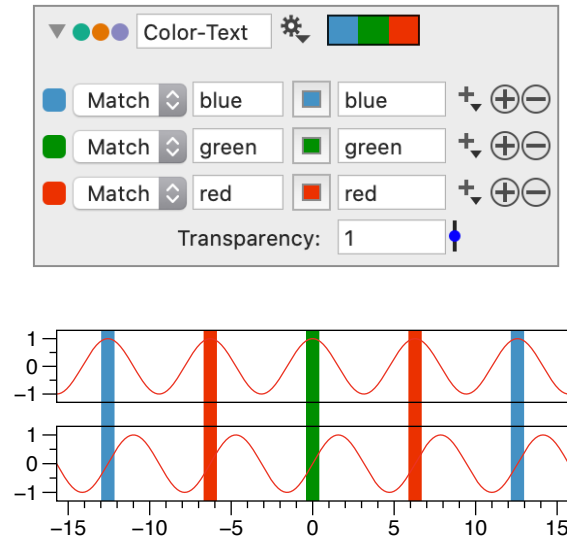 Color-Text
Match blue blue
Match green green
Match red red
Transparency: 1
1
0
−1
1
0
−1
−15 −10 −5 0 5 10 15